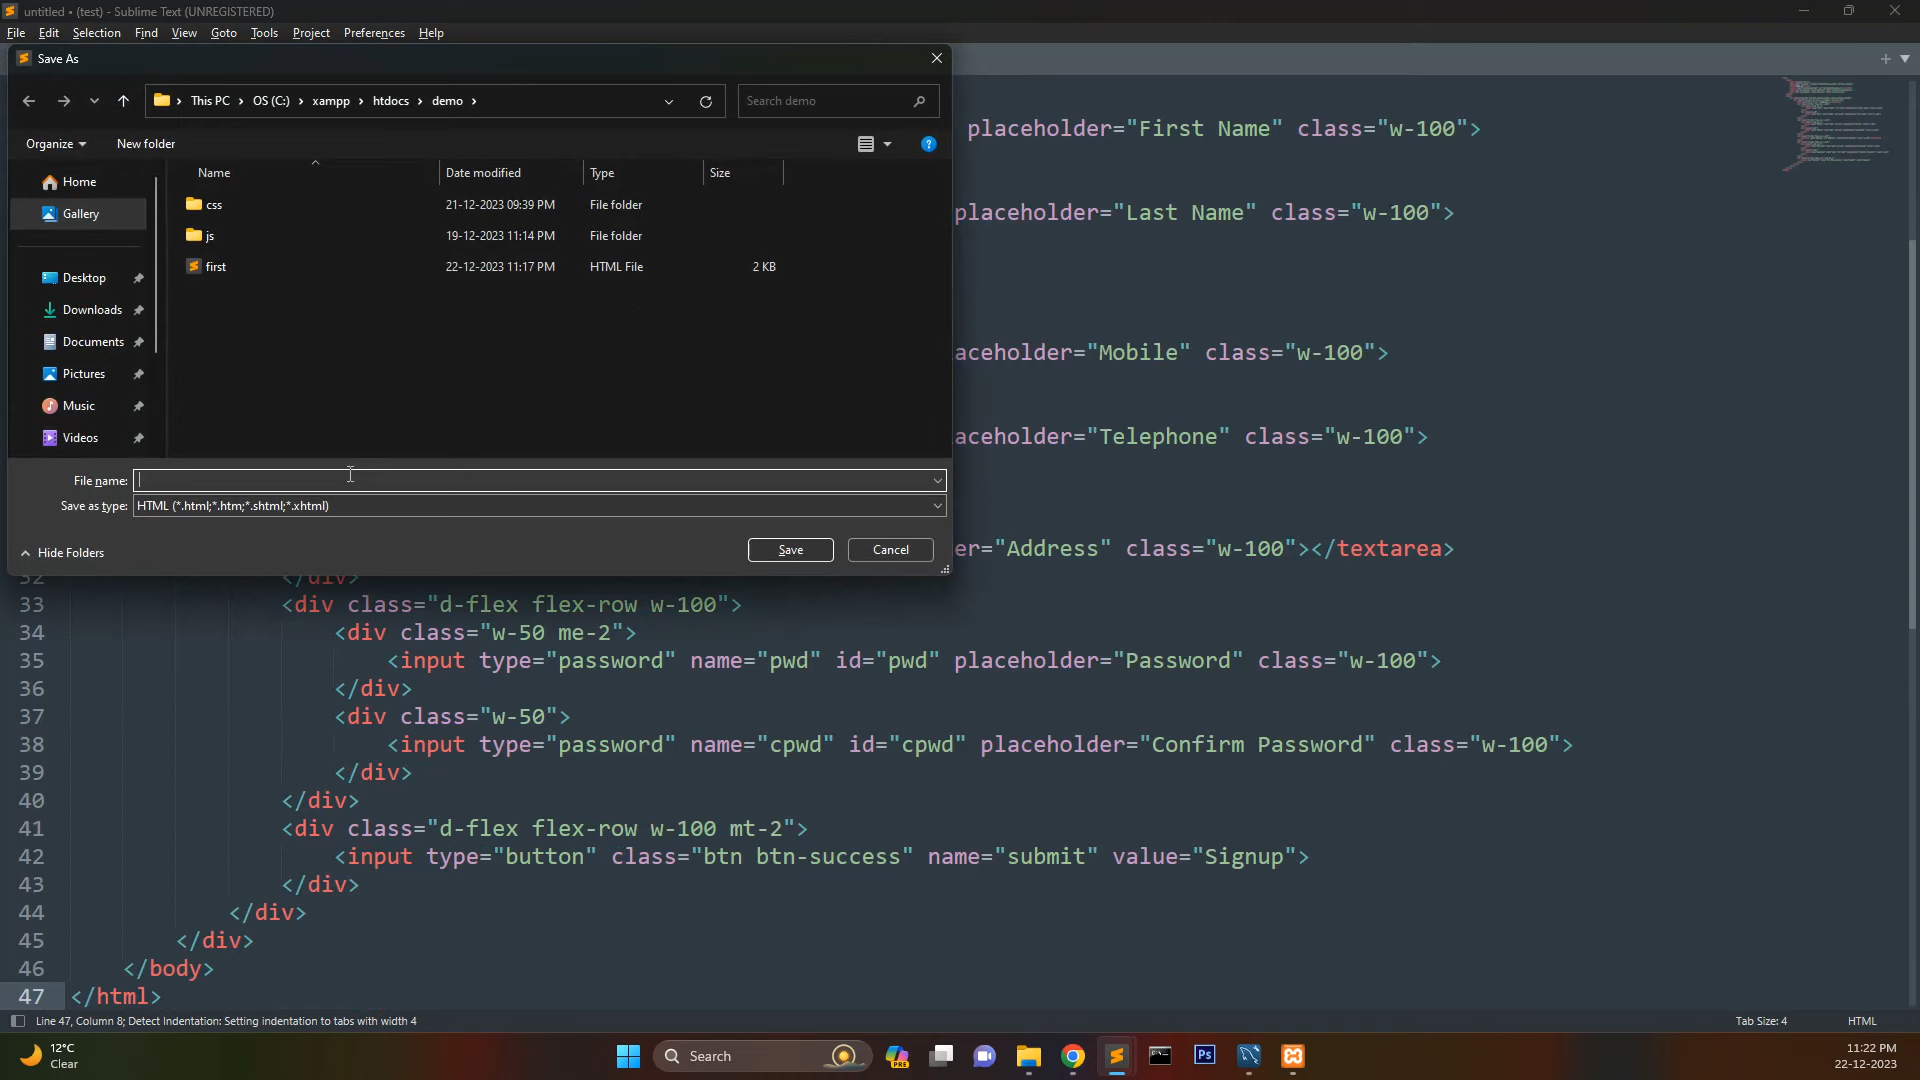 untitled • (test) - Sublime Text (UNREGISTERED)
File Edit Selection Find View Goto Tools Project Preferences Help
Save As
This PC › OS (C:) › xampp › htdocs › demo ›
Search demo
Organize
New folder
Name Date modified Type Size
Home
Gallery
css 21-12-2023 09:39 PM File folder
js 19-12-2023 11:14 PM File folder
first 22-12-2023 11:17 PM HTML File 2 KB
Desktop
Downloads
Documents
Pictures
Music
Videos
File name:
Save as type: HTML (*.html;*.htm;*.shtml;*.xhtml)
Hide Folders
Save
Cancel
placeholder="First Name" class="w-100">
placeholder="Last Name" class="w-100">
aceholder="Mobile" class="w-100">
aceholder="Telephone" class="w-100">
er="Address" class="w-100"></textarea>
32 </div>
33 <div class="d-flex flex-row w-100">
34 <div class="w-50 me-2">
35 <input type="password" name="pwd" id="pwd" placeholder="Password" class="w-100">
36 </div>
37 <div class="w-50">
38 <input type="password" name="cpwd" id="cpwd" placeholder="Confirm Password" class="w-100">
39 </div>
40 </div>
41 <div class="d-flex flex-row w-100 mt-2">
42 <input type="button" class="btn btn-success" name="submit" value="Signup">
43 </div>
44 </div>
45 </div>
46 </body>
47 </html>
Line 47, Column 8; Detect Indentation: Setting indentation to tabs with width 4
Tab Size: 4
HTML
12°C
Clear
Search
PRE
Ps
11:22 PM
22-12-2023